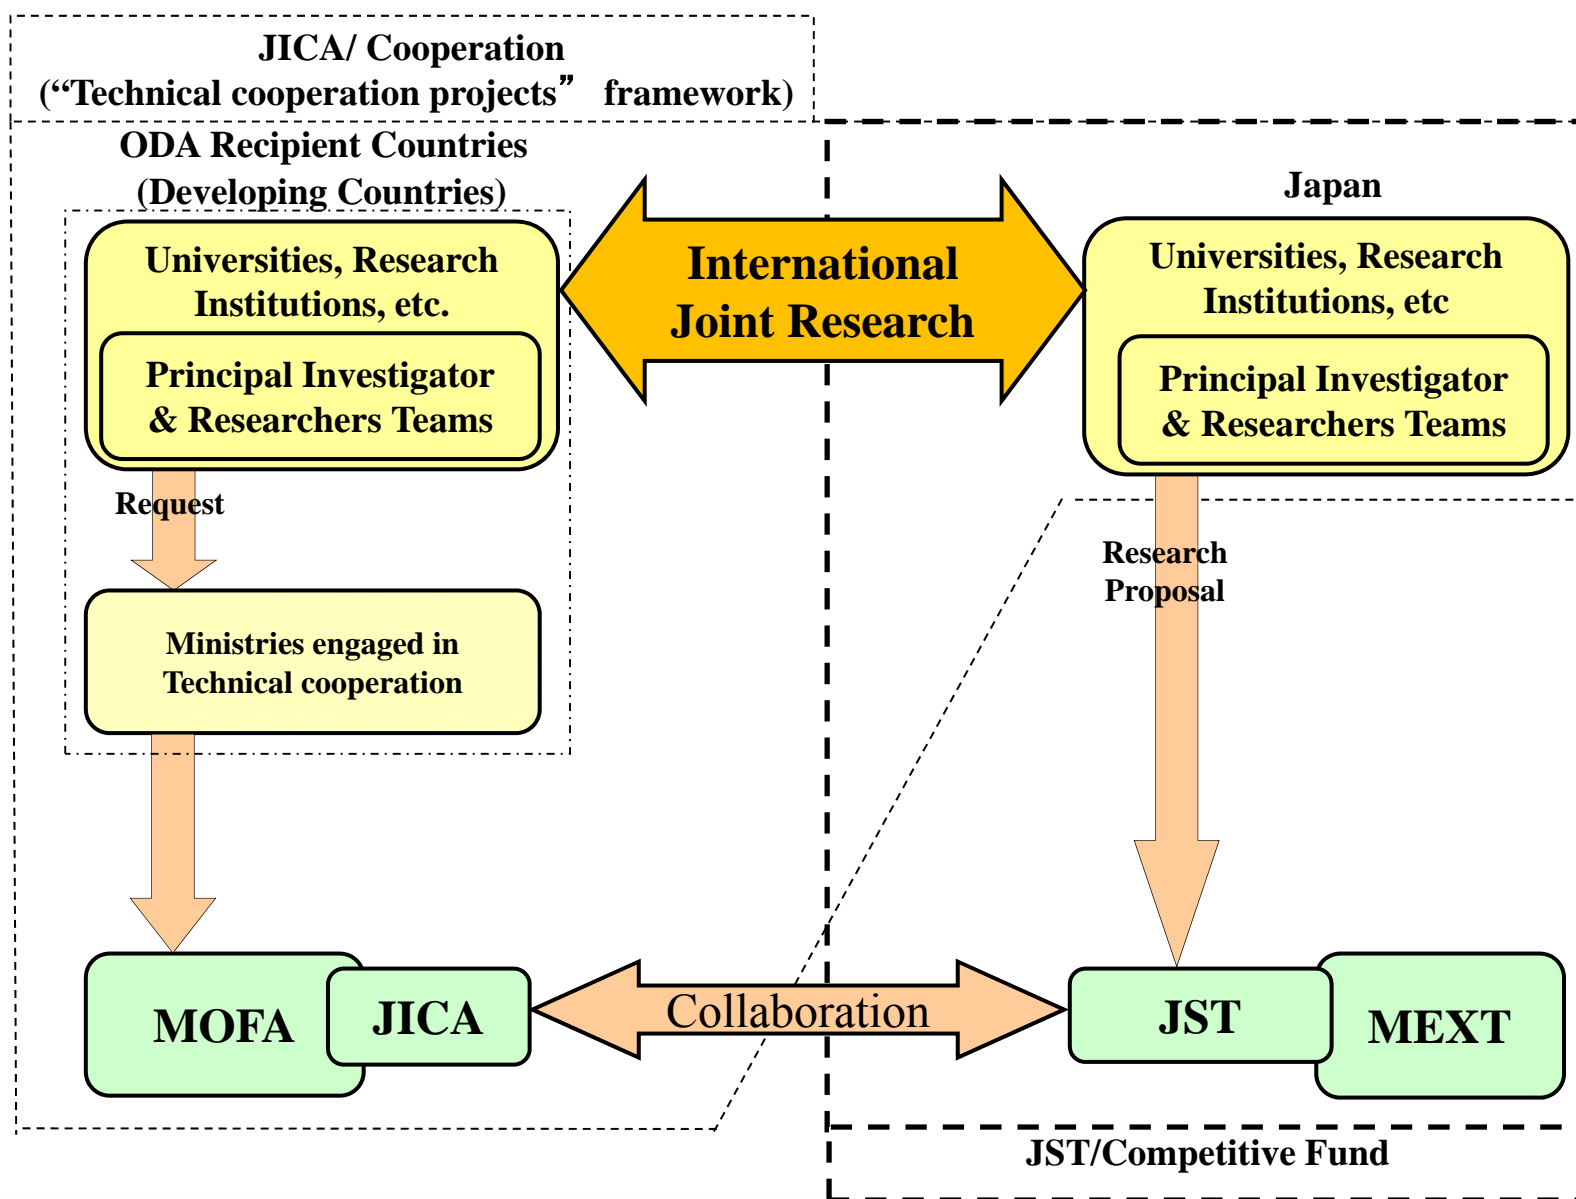 JICA/ Cooperation
(“Technical cooperation projects” framework)
ODA Recipient Countries
(Developing Countries)
Japan
Universities, Research
Institutions, etc.
Principal Investigator
& Researchers Teams
International
Joint Research
Universities, Research
Institutions, etc
Principal Investigator
& Researchers Teams
Request
Research
Proposal
Ministries engaged in
Technical cooperation
MOFA
JICA
Collaboration
JST
MEXT
JST/Competitive Fund